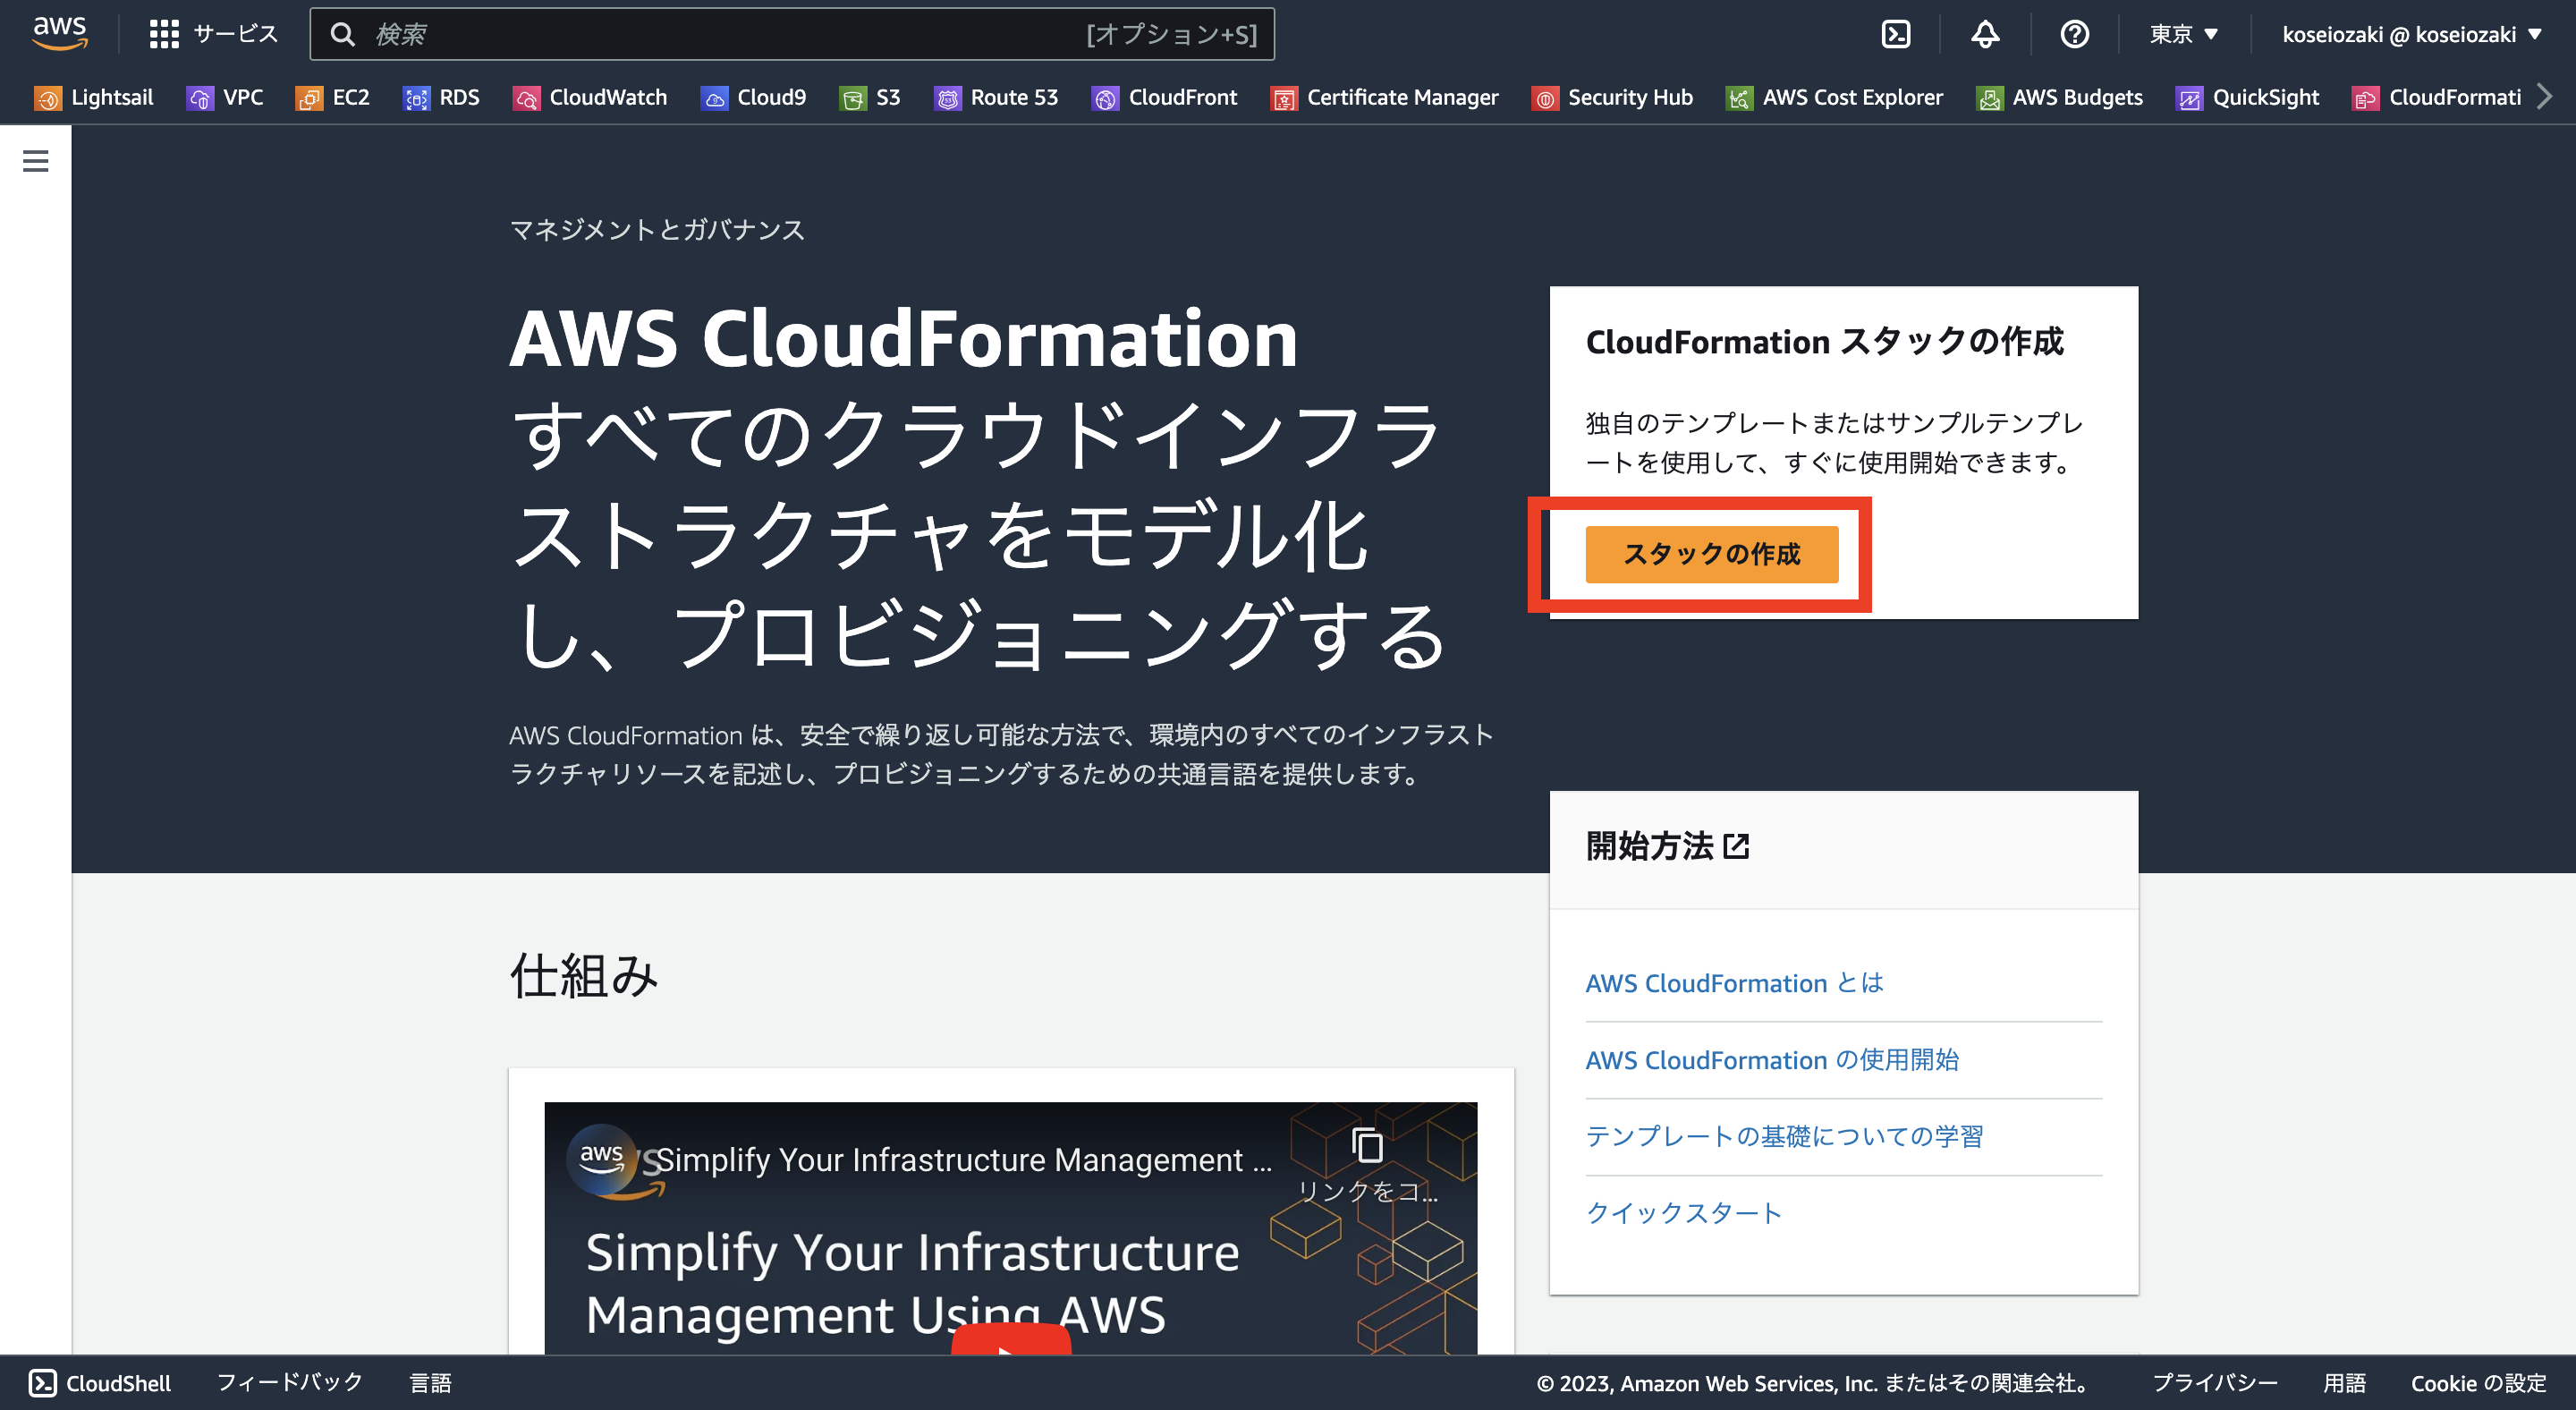 aws
サービス
検索
[オプション+S]
東京 ▼
koseiozaki @ koseiozaki ▼
Lightsail
VPC
EC2
RDS
CloudWatch
Cloud9
S3
Route 53
CloudFront
Certificate Manager
Security Hub
AWS Cost Explorer
AWS Budgets
QuickSight
CloudFormati
マネジメントとガバナンス
AWS CloudFormation
すべてのクラウドインフラ
ストラクチャをモデル化
し、プロビジョニングする
AWS CloudFormation は、安全で繰り返し可能な方法で、環境内のすべてのインフラスト
ラクチャリソースを記述し、プロビジョニングするための共通言語を提供します。
CloudFormation スタックの作成
独自のテンプレートまたはサンプルテンプレ
ートを使用して、すぐに使用開始できます。
スタックの作成
開始方法
AWS CloudFormation とは
AWS CloudFormation の使用開始
テンプレートの基礎についての学習
クイックスタート
仕組み
aws
Simplify Your Infrastructure Management ...
リンクをコ...
Simplify Your Infrastructure
Management Using AWS
CloudShell
フィードバック
言語
© 2023, Amazon Web Services, Inc. またはその関連会社。
プライバシー
用語
Cookie の設定